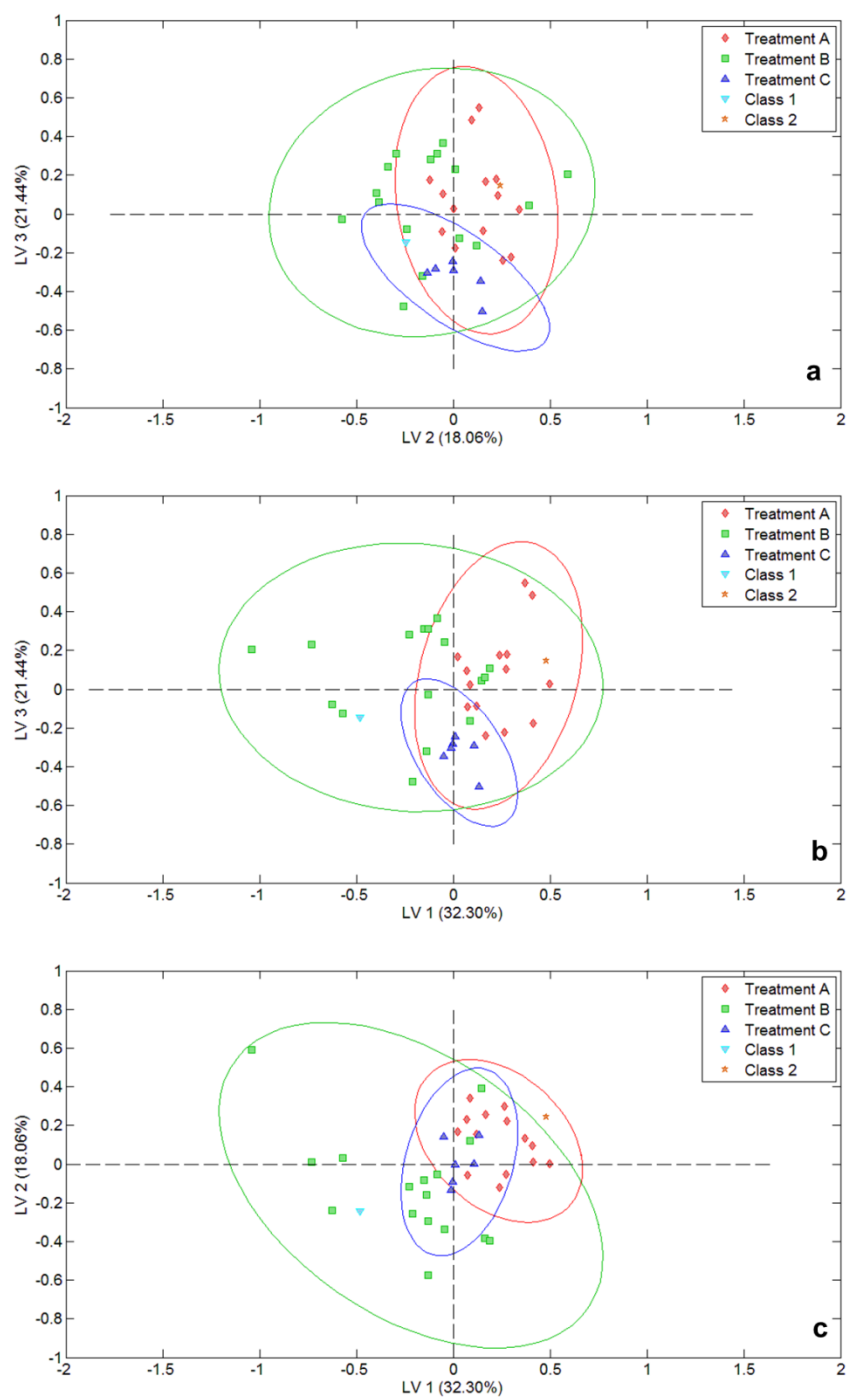 1
0.8
0.6
0.4
0.2
0
-0.2
-0.4
-0.6
-0.8
-1
LV 3 (21.44%)
Treatment A
Treatment B
Treatment C
Class 1
Class 2
a
-2 -1.5 -1 -0.5 0 0.5 1 1.5 2
LV 2 (18.06%)
1
0.8
0.6
0.4
0.2
0
-0.2
-0.4
-0.6
-0.8
-1
LV 3 (21.44%)
Treatment A
Treatment B
Treatment C
Class 1
Class 2
b
-2 -1.5 -1 -0.5 0 0.5 1 1.5 2
LV 1 (32.30%)
1
0.8
0.6
0.4
0.2
0
-0.2
-0.4
-0.6
-0.8
-1
LV 2 (18.06%)
Treatment A
Treatment B
Treatment C
Class 1
Class 2
c
-2 -1.5 -1 -0.5 0 0.5 1 1.5 2
LV 1 (32.30%)